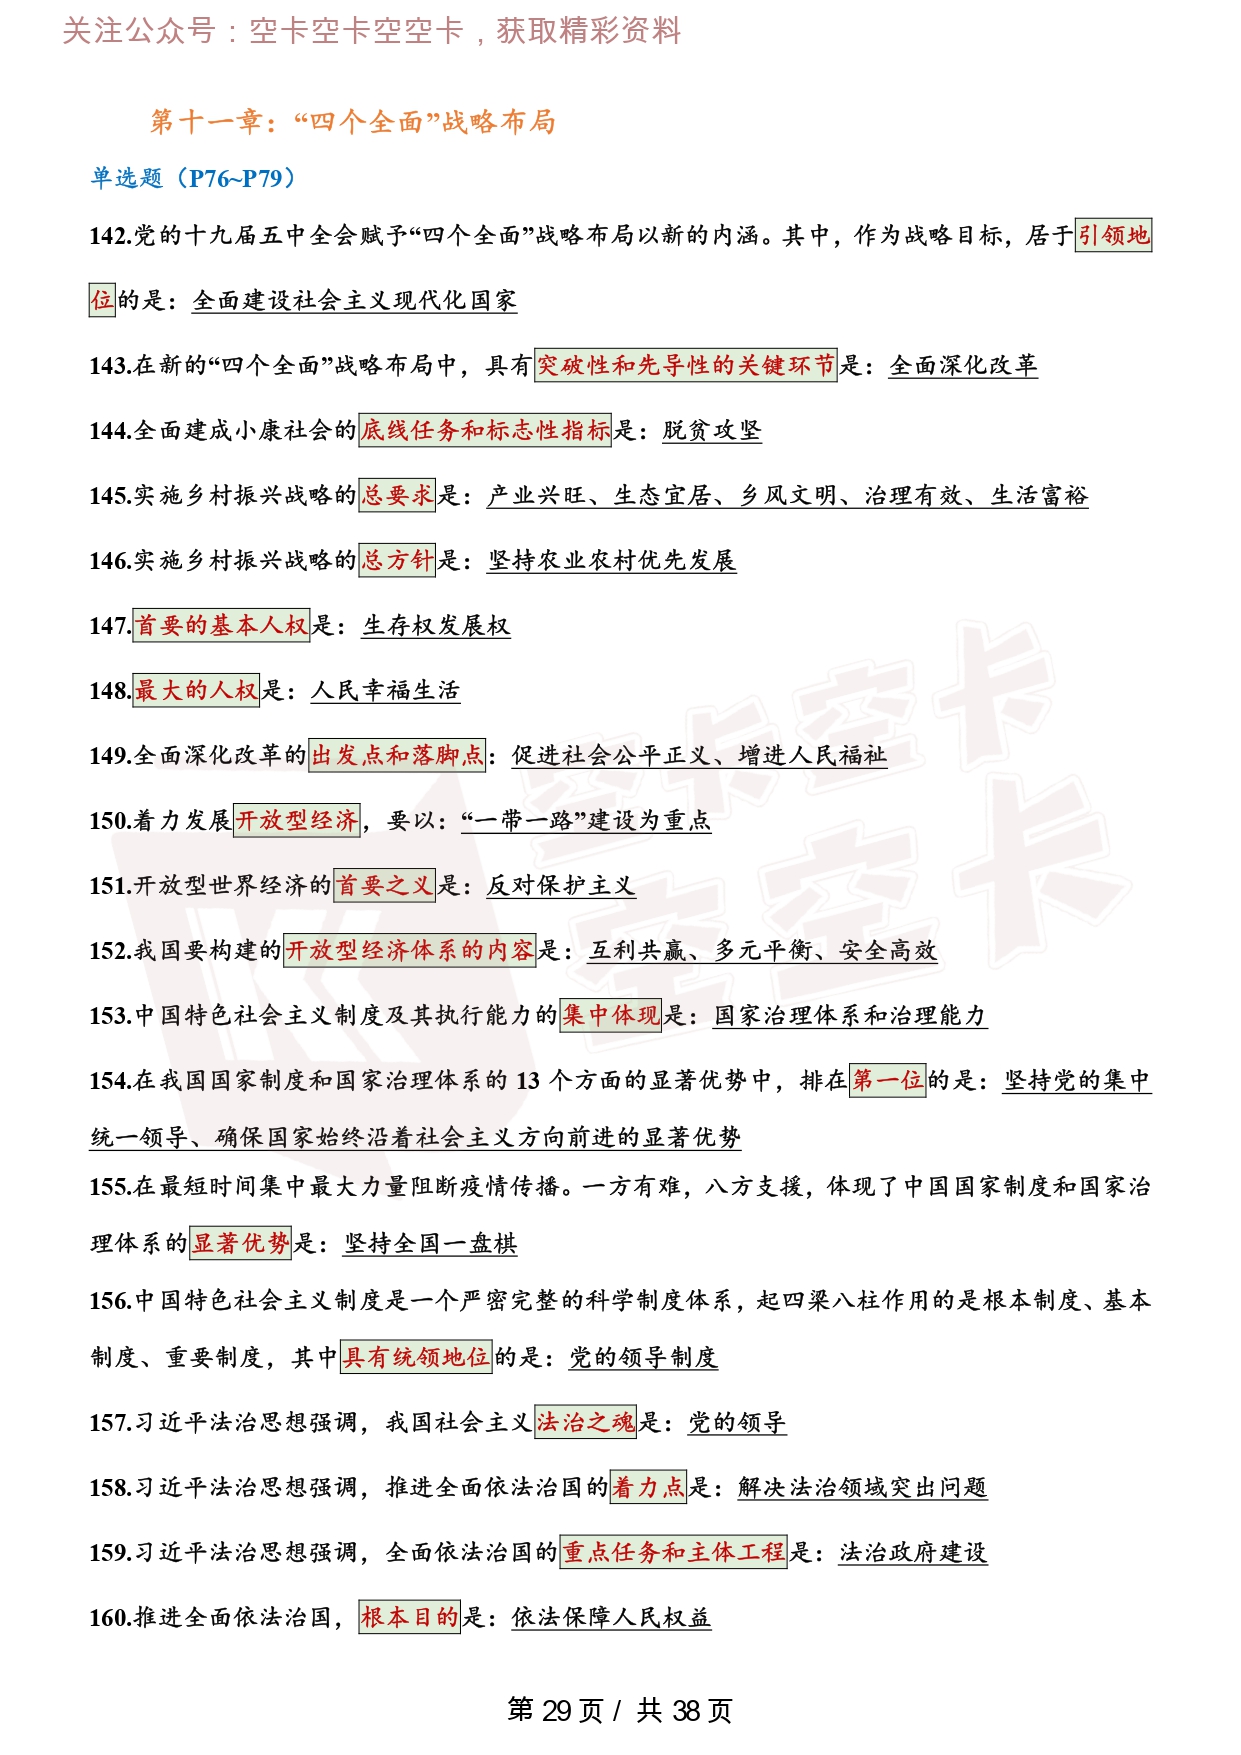 关注公众号：空卡空卡空空卡，获取精彩资料
第十一章：“四个全面”战略布局
单选题（P76~P79）
142.党的十九届五中全会赋予“四个全面”战略布局以新的内涵。其中，作为战略目标，居于引领地
位的是：全面建设社会主义现代化国家
143.在新的“四个全面”战略布局中，具有突破性和先导性的关键环节是：全面深化改革
144.全面建成小康社会的底线任务和标志性指标是：脱贫攻坚
145.实施乡村振兴战略的总要求是：产业兴旺、生态宜居、乡风文明、治理有效、生活富裕
146.实施乡村振兴战略的总方针是：坚持农业农村优先发展
147.首要的基本人权是：生存权发展权
148.最大的人权是：人民幸福生活
149.全面深化改革的出发点和落脚点：促进社会公平正义、增进人民福祉
150.着力发展开放型经济，要以：“一带一路”建设为重点
151.开放型世界经济的首要之义是：反对保护主义
152.我国要构建的开放型经济体系的内容是：互利共赢、多元平衡、安全高效
153.中国特色社会主义制度及其执行能力的集中体现是：国家治理体系和治理能力
154.在我国国家制度和国家治理体系的 13 个方面的显著优势中，排在第一位的是：坚持党的集中
统一领导、确保国家始终沿着社会主义方向前进的显著优势
155.在最短时间集中最大力量阻断疫情传播。一方有难，八方支援，体现了中国国家制度和国家治
理体系的显著优势是：坚持全国一盘棋
156.中国特色社会主义制度是一个严密完整的科学制度体系，起四梁八柱作用的是根本制度、基本
制度、重要制度，其中具有统领地位的是：党的领导制度
157.习近平法治思想强调，我国社会主义法治之魂是：党的领导
158.习近平法治思想强调，推进全面依法治国的着力点是：解决法治领域突出问题
159.习近平法治思想强调，全面依法治国的重点任务和主体工程是：法治政府建设
160.推进全面依法治国，根本目的是：依法保障人民权益
空卡空卡
空空卡
第 29 页 / 共 38 页